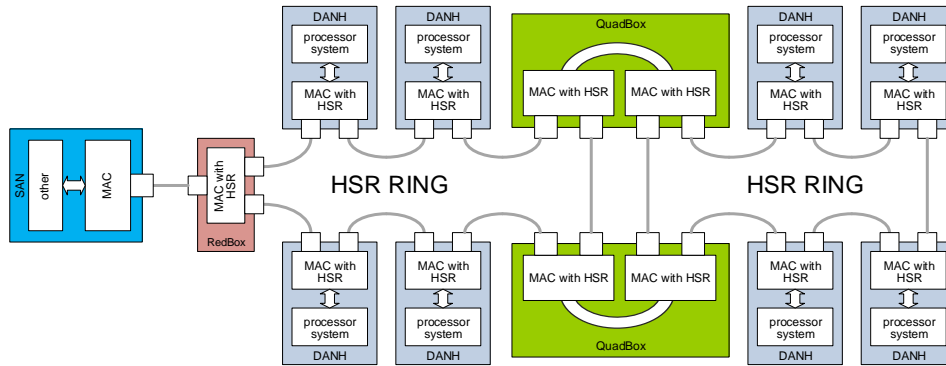 DANH
processor
system
MAC with
HSR
DANH
processor
system
MAC with
HSR
QuadBox
MAC with HSR
MAC with HSR
DANH
processor
system
MAC with
HSR
DANH
processor
system
MAC with
HSR
SAN
other
MAC
MAC with
HSR
RedBox
HSR RING
HSR RING
MAC with
HSR
processor
system
DANH
MAC with
HSR
processor
system
DANH
MAC with HSR
MAC with HSR
QuadBox
MAC with
HSR
processor
system
DANH
MAC with
HSR
processor
system
DANH